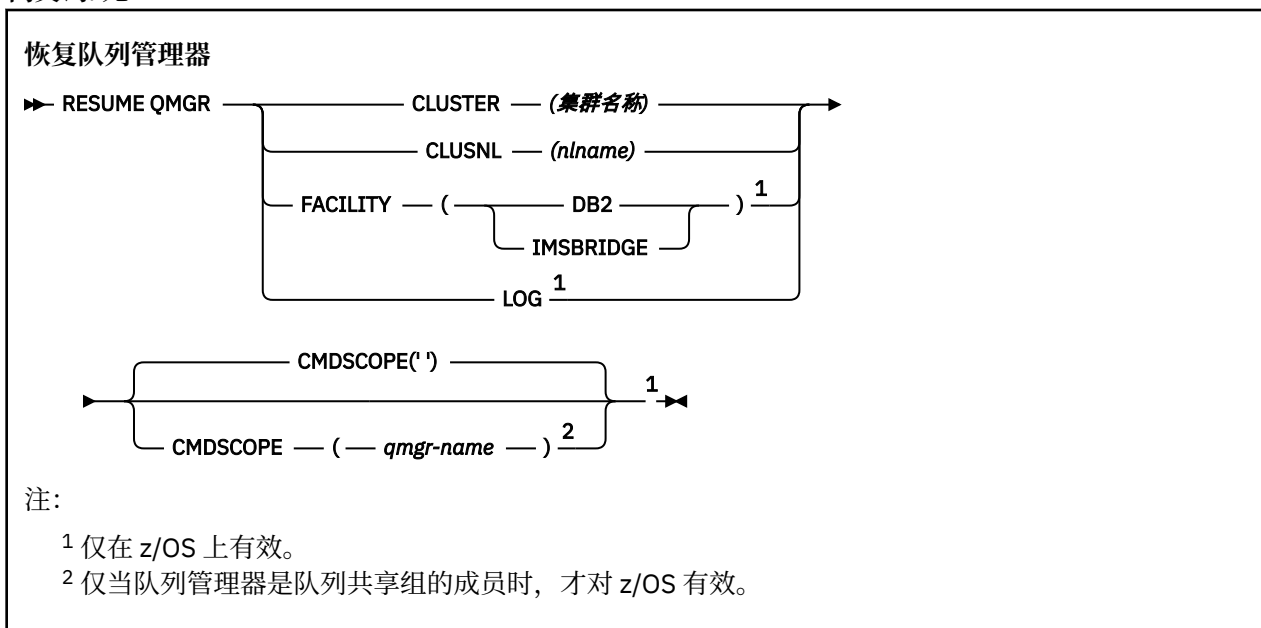 恢复队列管理器
RESUME QMGR CLUSTER (集群名称)
CLUSNL (nlname)
FACILITY ( DB2 ) 1
IMSBRIDGE
LOG 1
CMDSCOPE(' ')
1
CMDSCOPE ( qmgr-name ) 2
注：
1 仅在 z/OS 上有效。
2 仅当队列管理器是队列共享组的成员时，才对 z/OS 有效。